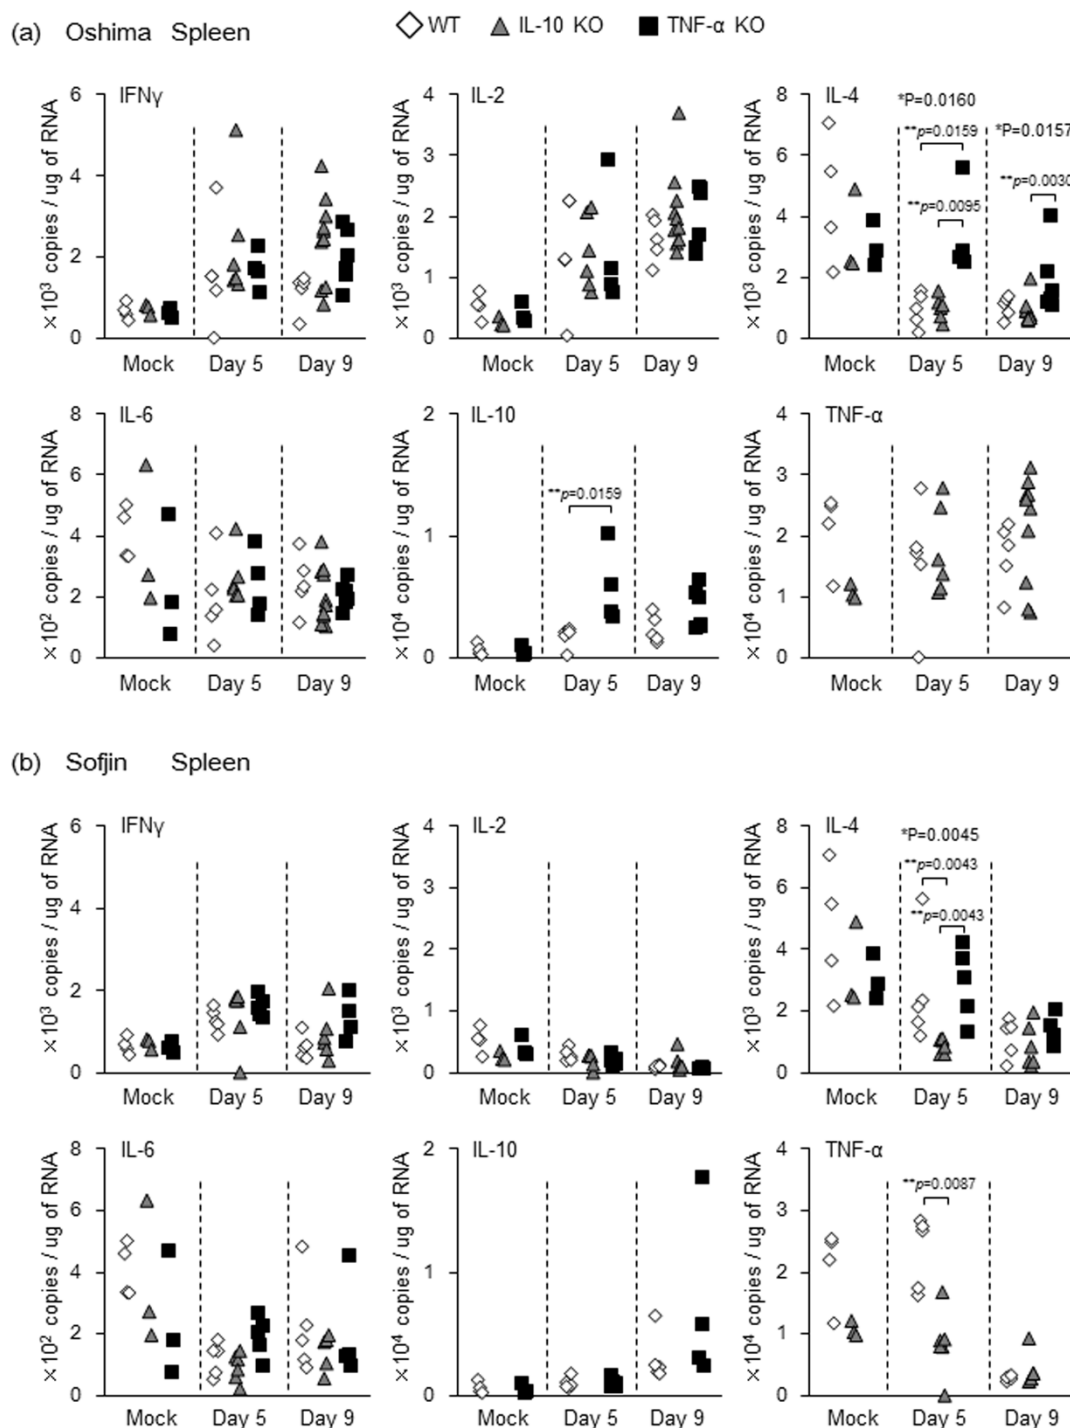 (a) Oshima Spleen
WT IL-10 KO TNF-α KO
IFNγ
×10³ copies / ug of RNA
6
4
2
0
Mock Day 5 Day 9
IL-2
×10³ copies / ug of RNA
4
3
2
1
0
Mock Day 5 Day 9
IL-4
×10³ copies / ug of RNA
8
6
4
2
0
*P=0.0160
**p=0.0159
**p=0.0095
*P=0.0157
**p=0.0030
Mock Day 5 Day 9
IL-6
×10² copies / ug of RNA
8
6
4
2
0
Mock Day 5 Day 9
IL-10
×10⁴ copies / ug of RNA
2
1
0
**p=0.0159
Mock Day 5 Day 9
TNF-α
×10⁴ copies / ug of RNA
4
3
2
1
0
Mock Day 5 Day 9
(b) Sofjin Spleen
IFNγ
×10³ copies / ug of RNA
6
4
2
0
Mock Day 5 Day 9
IL-2
×10³ copies / ug of RNA
4
3
2
1
0
Mock Day 5 Day 9
IL-4
×10³ copies / ug of RNA
8
6
4
2
0
*P=0.0045
**p=0.0043
**p=0.0043
Mock Day 5 Day 9
IL-6
×10² copies / ug of RNA
8
6
4
2
0
Mock Day 5 Day 9
IL-10
×10⁴ copies / ug of RNA
2
1
0
Mock Day 5 Day 9
TNF-α
×10⁴ copies / ug of RNA
4
3
2
1
0
**p=0.0087
Mock Day 5 Day 9